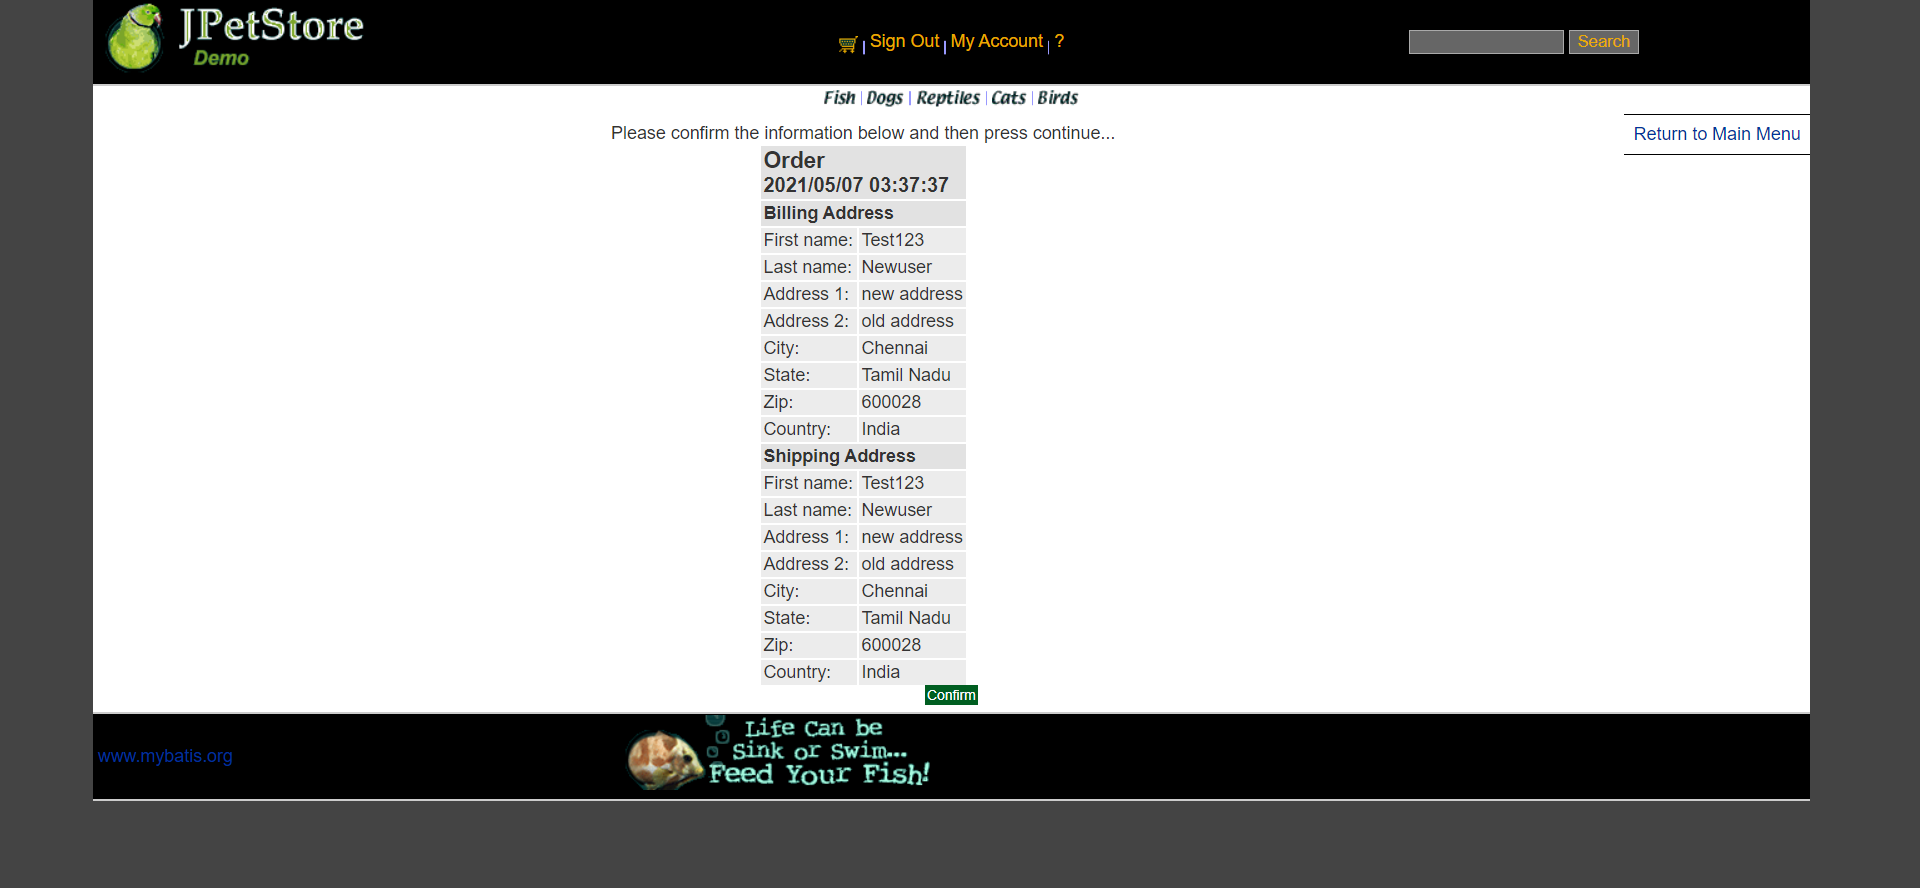 JPetStore
Demo
Sign Out My Account ?
Search
Fish Dogs Reptiles Cats Birds
Please confirm the information below and then press continue...
Return to Main Menu
Order
2021/05/07 03:37:37
Billing Address
First name: Test123
Last name: Newuser
Address 1: new address
Address 2: old address
City: Chennai
State: Tamil Nadu
Zip: 600028
Country: India
Shipping Address
First name: Test123
Last name: Newuser
Address 1: new address
Address 2: old address
City: Chennai
State: Tamil Nadu
Zip: 600028
Country: India
Confirm
www.mybatis.org
Life Can be
Sink or Swim...
Feed Your Fish!